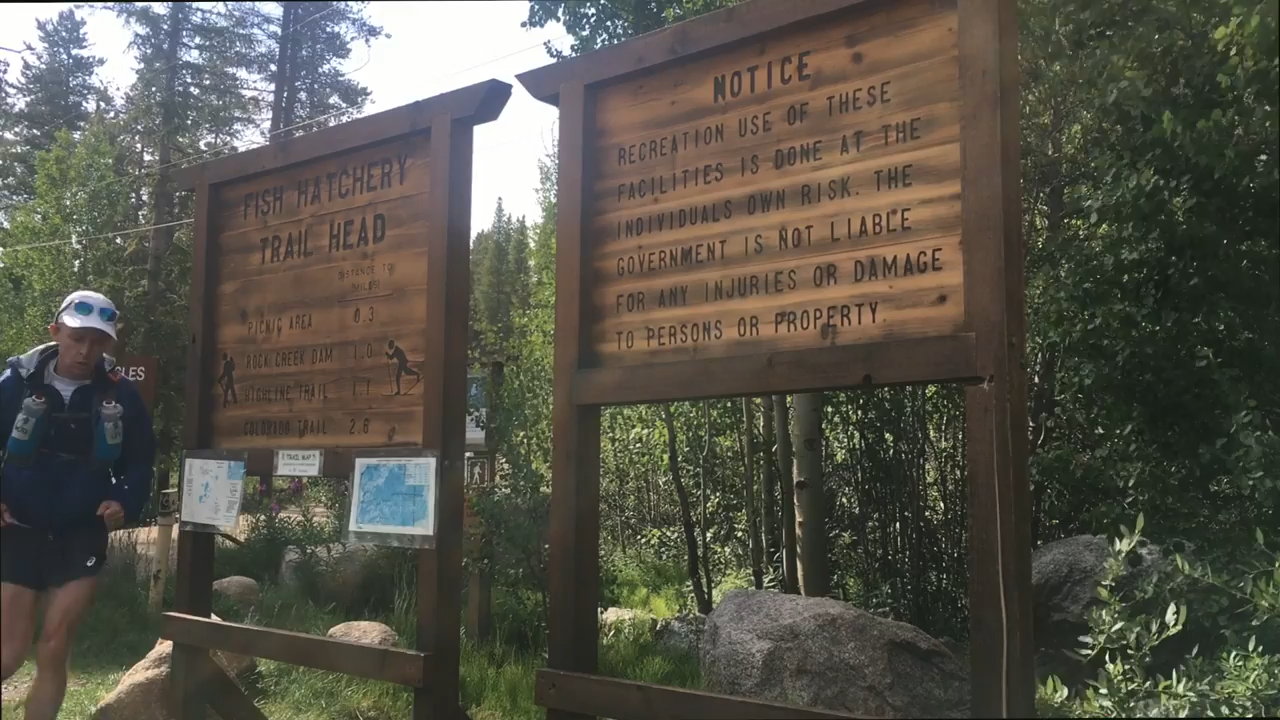 FISH HATCHERY
TRAIL HEAD
DISTANCE TO
(MILES)
PICNIC AREA 0.3
ROCK CREEK DAM 1.0
HIGHLINE TRAIL 1.1
COLORADO TRAIL 2.6
TRAIL MAP
NOTICE
RECREATION USE OF THESE
FACILITIES IS DONE AT THE
INDIVIDUALS OWN RISK. THE
GOVERNMENT IS NOT LIABLE
FOR ANY INJURIES OR DAMAGE
TO PERSONS OR PROPERTY.